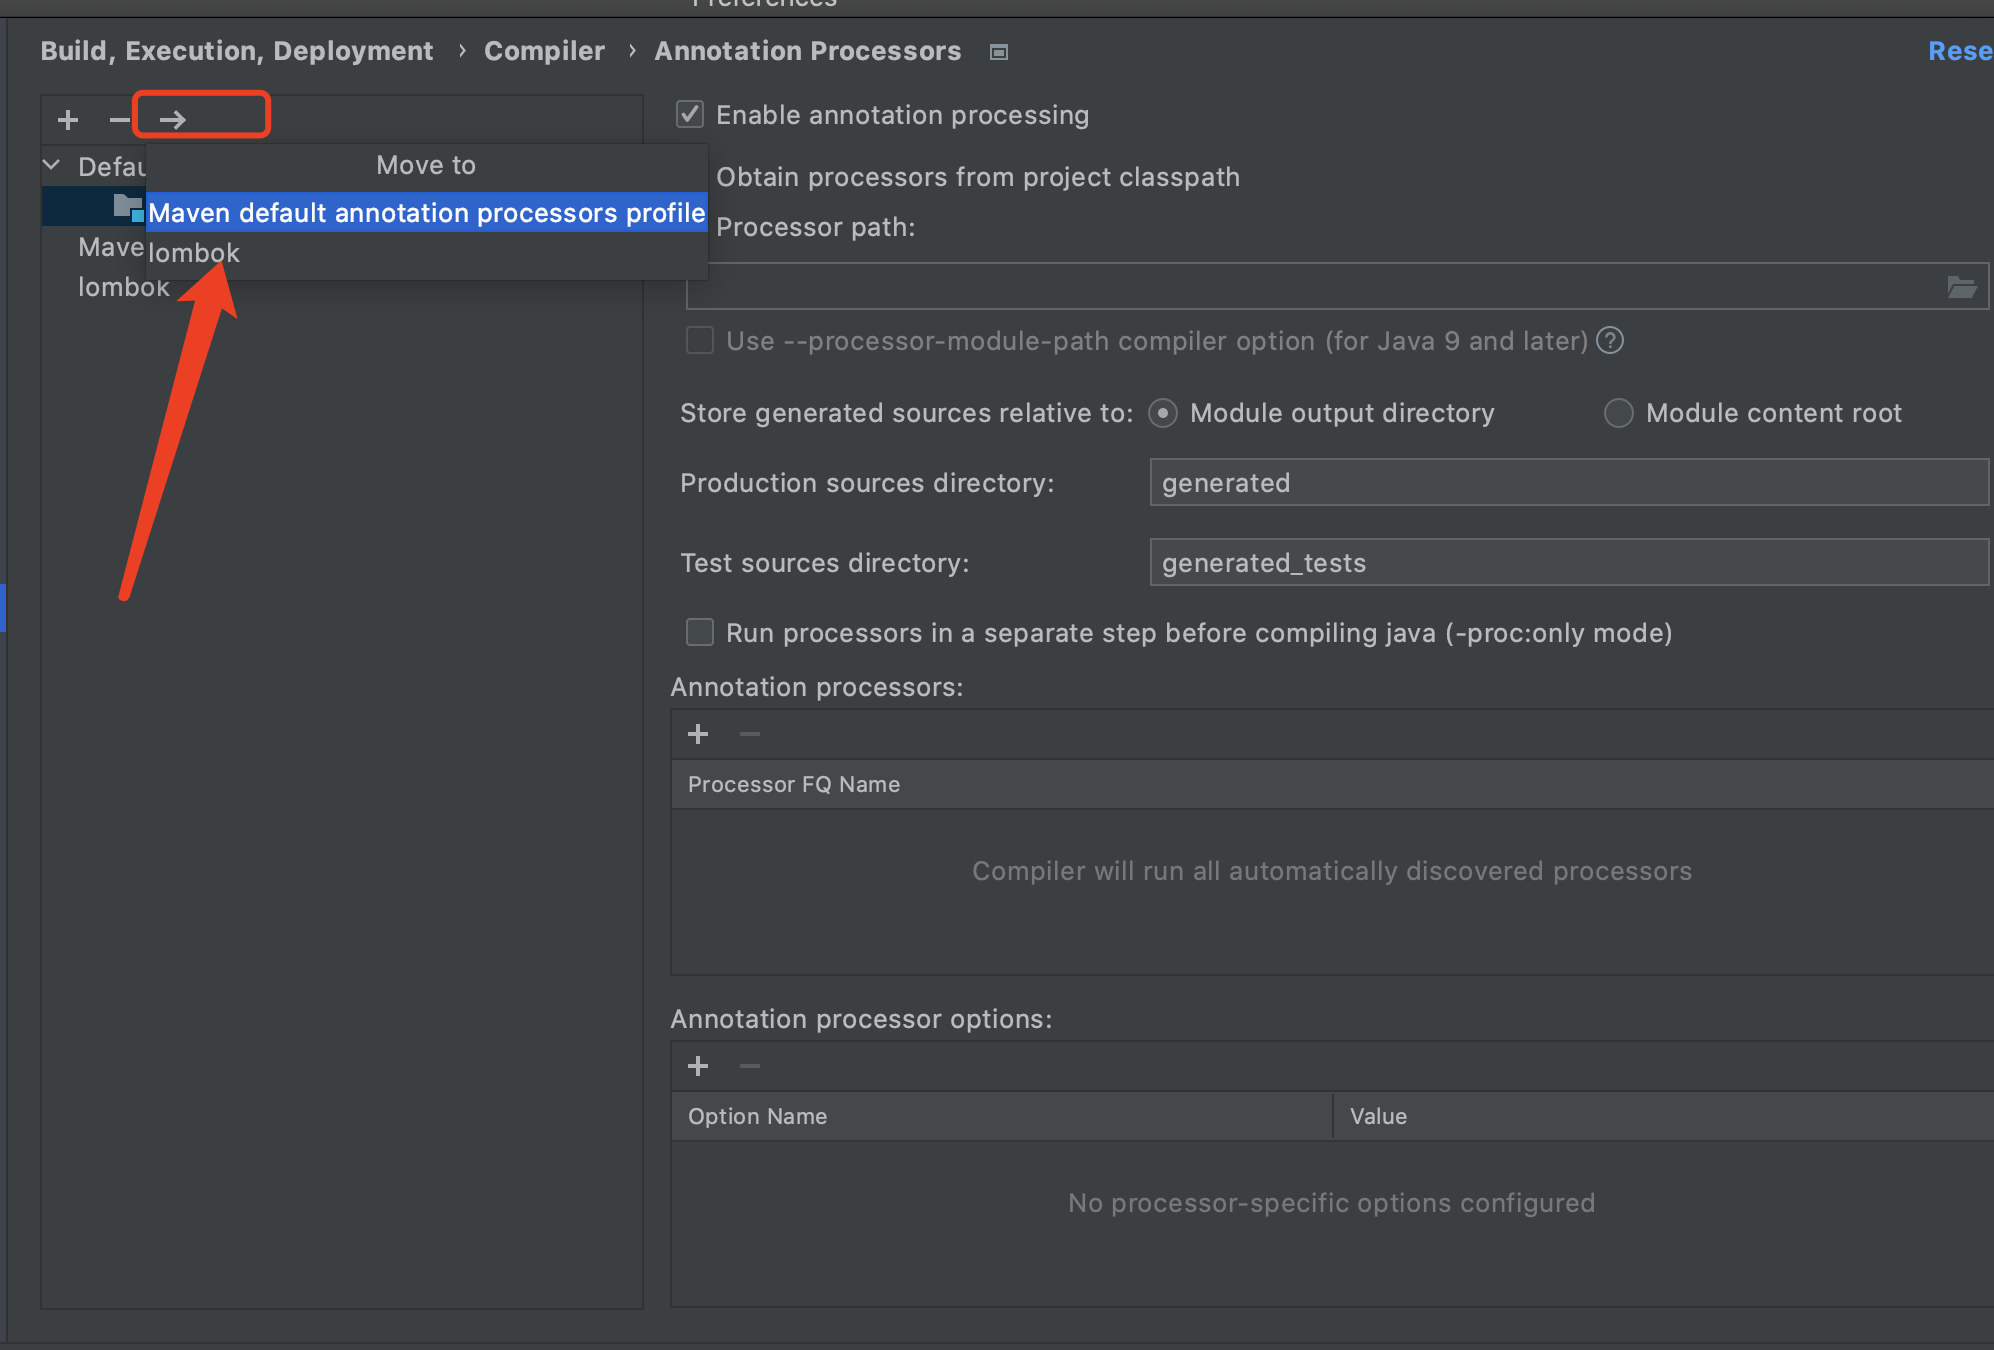 Preferences
Build, Execution, Deployment › Compiler › Annotation Processors
Rese
Move to
Defau
Maven default annotation processors profile
lombok
Mave
lombok
Enable annotation processing
Obtain processors from project classpath
Processor path:
Use --processor-module-path compiler option (for Java 9 and later) ?
Store generated sources relative to: Module output directory Module content root
Production sources directory: generated
Test sources directory: generated_tests
Run processors in a separate step before compiling java (-proc:only mode)
Annotation processors:
Processor FQ Name
Compiler will run all automatically discovered processors
Annotation processor options:
Option Name Value
No processor-specific options configured